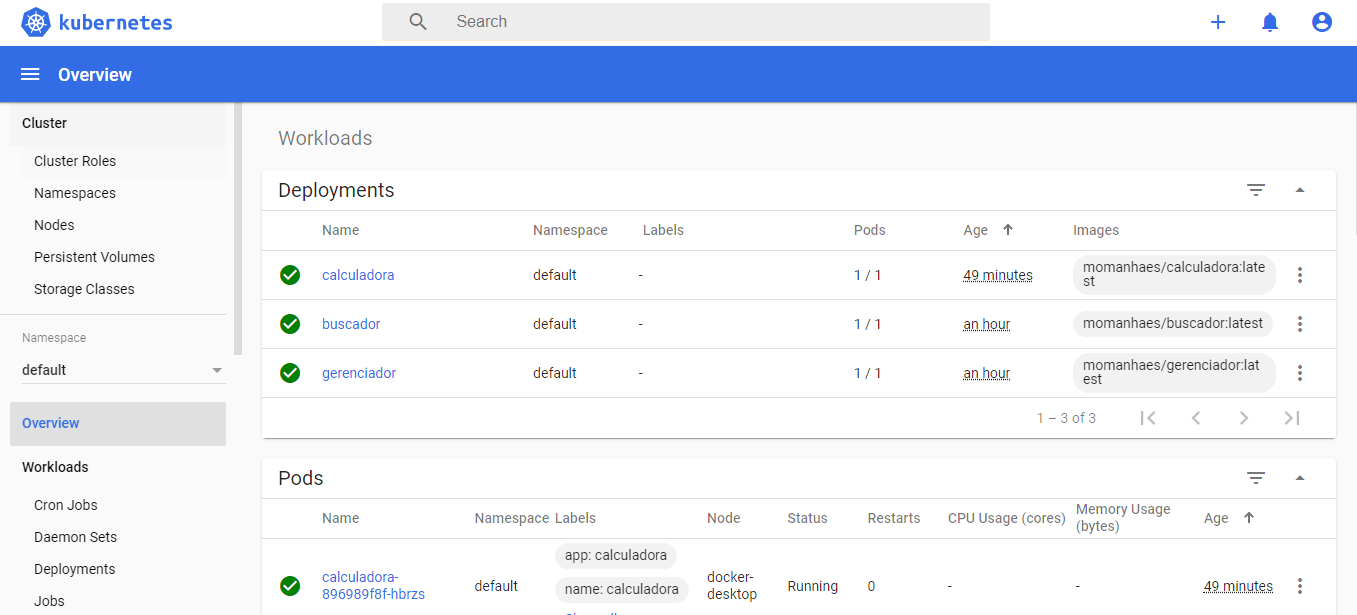 kubernetes
Search
Overview
Cluster
Cluster Roles
Namespaces
Nodes
Persistent Volumes
Storage Classes
Namespace
default
Overview
Workloads
Cron Jobs
Daemon Sets
Deployments
Jobs
Workloads
Deployments
Name Namespace Labels Pods Age Images
calculadora default - 1 / 1 49 minutes momanhaes/calculadora:late
st
buscador default - 1 / 1 an hour momanhaes/buscador:latest
gerenciador default - 1 / 1 an hour momanhaes/gerenciador:lat
est
1 – 3 of 3
Pods
Name Namespace Labels Node Status Restarts CPU Usage (cores) Memory Usage
(bytes) Age
app: calculadora
calculadora-
896989f8f-hbrzs default name: calculadora docker-
desktop Running 0 - - 49 minutes